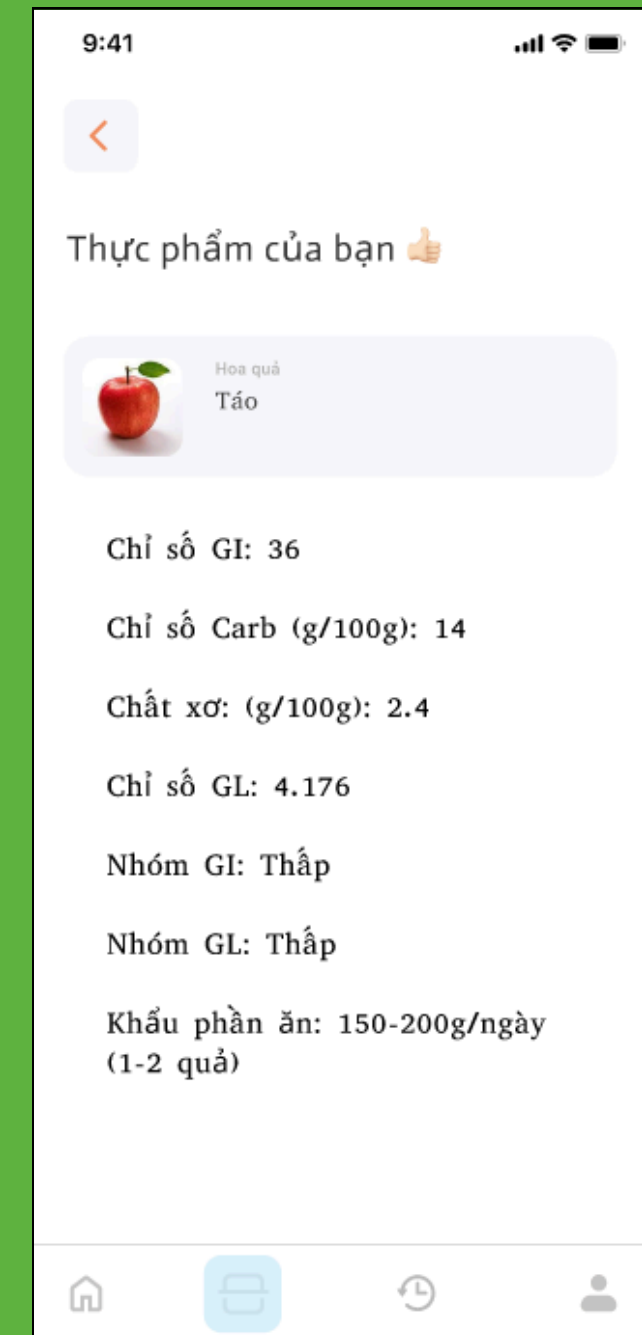 9:41
Thực phẩm của bạn 👍🏻
Hoa quả
Táo
Chỉ số GI: 36
Chỉ số Carb (g/100g): 14
Chất xơ: (g/100g): 2.4
Chỉ số GL: 4.176
Nhóm GI: Thấp
Nhóm GL: Thấp
Khẩu phần ăn: 150-200g/ngày
(1-2 quả)